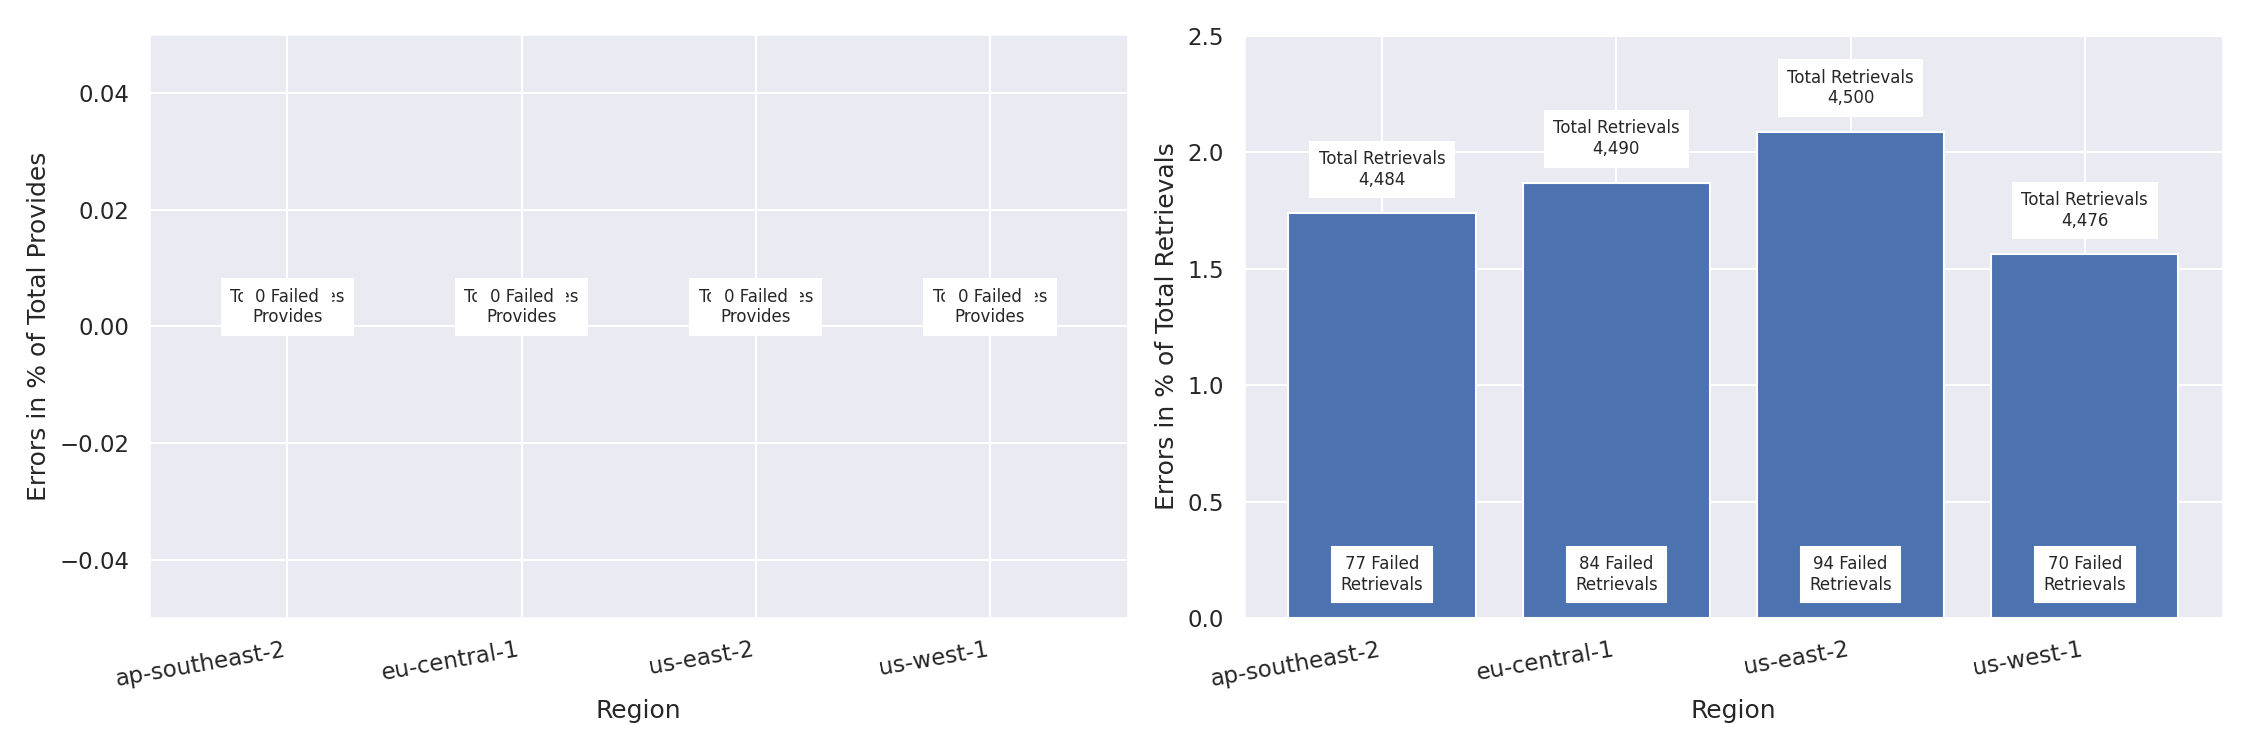 Errors in % of Total Provides
0.04
0.02
0.00
−0.02
−0.04
0 Failed
Provides
0 Failed
Provides
0 Failed
Provides
0 Failed
Provides
ap-southeast-2
eu-central-1
us-east-2
us-west-1
Region
Errors in % of Total Retrievals
2.5
2.0
1.5
1.0
0.5
0.0
Total Retrievals
4,484
Total Retrievals
4,490
Total Retrievals
4,500
Total Retrievals
4,476
77 Failed
Retrievals
84 Failed
Retrievals
94 Failed
Retrievals
70 Failed
Retrievals
ap-southeast-2
eu-central-1
us-east-2
us-west-1
Region